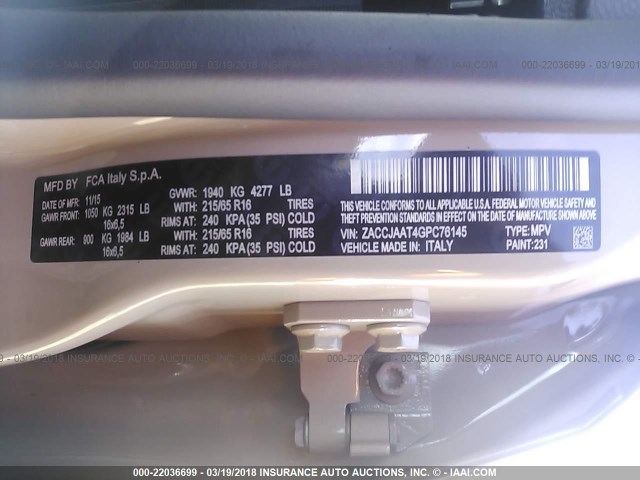 000-22036699 - 03/19/2018 INSURANCE AUTO AUCTIONS, INC. - IAAI.COM
MFD BY FCA Italy S.p.A.
DATE OF MFR: 11/15 GVWR: 1940 KG 4277 LB
GAWR FRONT: 1050 KG 2315 LB 215/65 R16 TIRES
16x6,5 RIMS AT: 240 KPA(35 PSI) COLD
GAWR REAR: 900 KG 1984 LB 215/65 R16 TIRES
16x6,5 RIMS AT: 240 KPA(35 PSI) COLD
THIS VEHICLE CONFORMS TO ALL APPLICABLE U.S.A. FEDERAL MOTOR VEHICLE SAFETY
BUMPER, AND THEFT PREVENTION STANDARDS IN EFFECT ON THE DATE OF MFR. SHOWN ABOVE
VIN: ZACCJAAT4GPC76145 TYPE: MPV
VEHICLE MADE IN: ITALY PAINT: 231
000-22036699 - 03/19/2018 INSURANCE AUTO AUCTIONS, INC. - IAAI.COM
000-22036699 - 03/19/2018 INSURANCE AUTO AUCTIONS, INC. - IAAI.COM